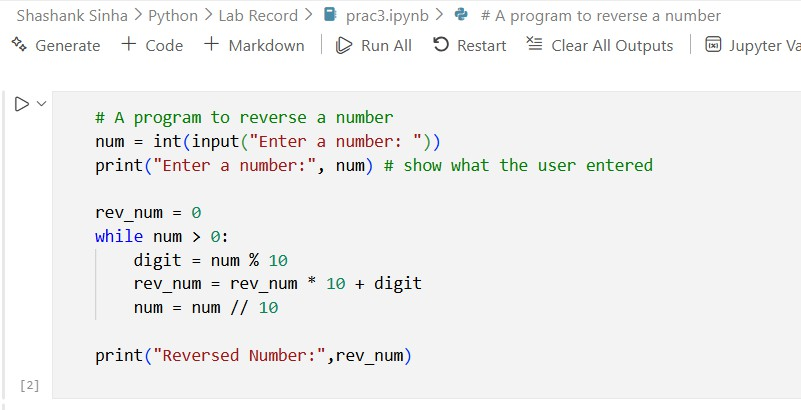 Shashank Sinha > Python > Lab Record > prac3.ipynb > # A program to reverse a number
Generate + Code + Markdown | Run All Restart Clear All Outputs | Jupyter Va
# A program to reverse a number
num = int(input("Enter a number: "))
print("Enter a number:", num) # show what the user entered
rev_num = 0
while num > 0:
    digit = num % 10
    rev_num = rev_num * 10 + digit
    num = num // 10
print("Reversed Number:",rev_num)
[2]